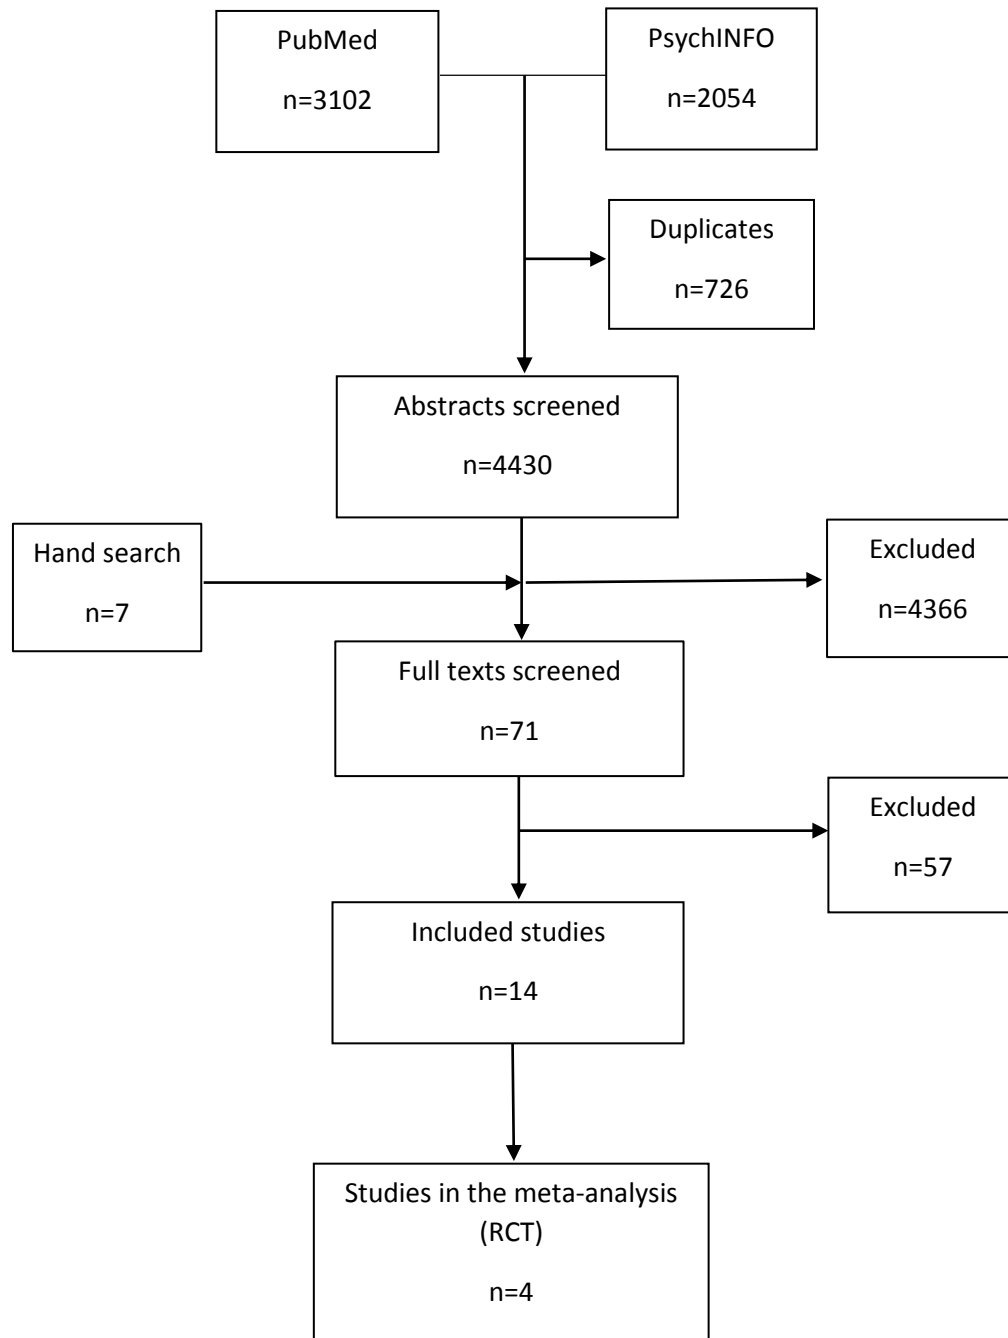 PubMed
n=3102
PsychINFO
n=2054
Duplicates
n=726
Abstracts screened
n=4430
Hand search
n=7
Excluded
n=4366
Full texts screened
n=71
Excluded
n=57
Included studies
n=14
Studies in the meta-analysis
(RCT)
n=4